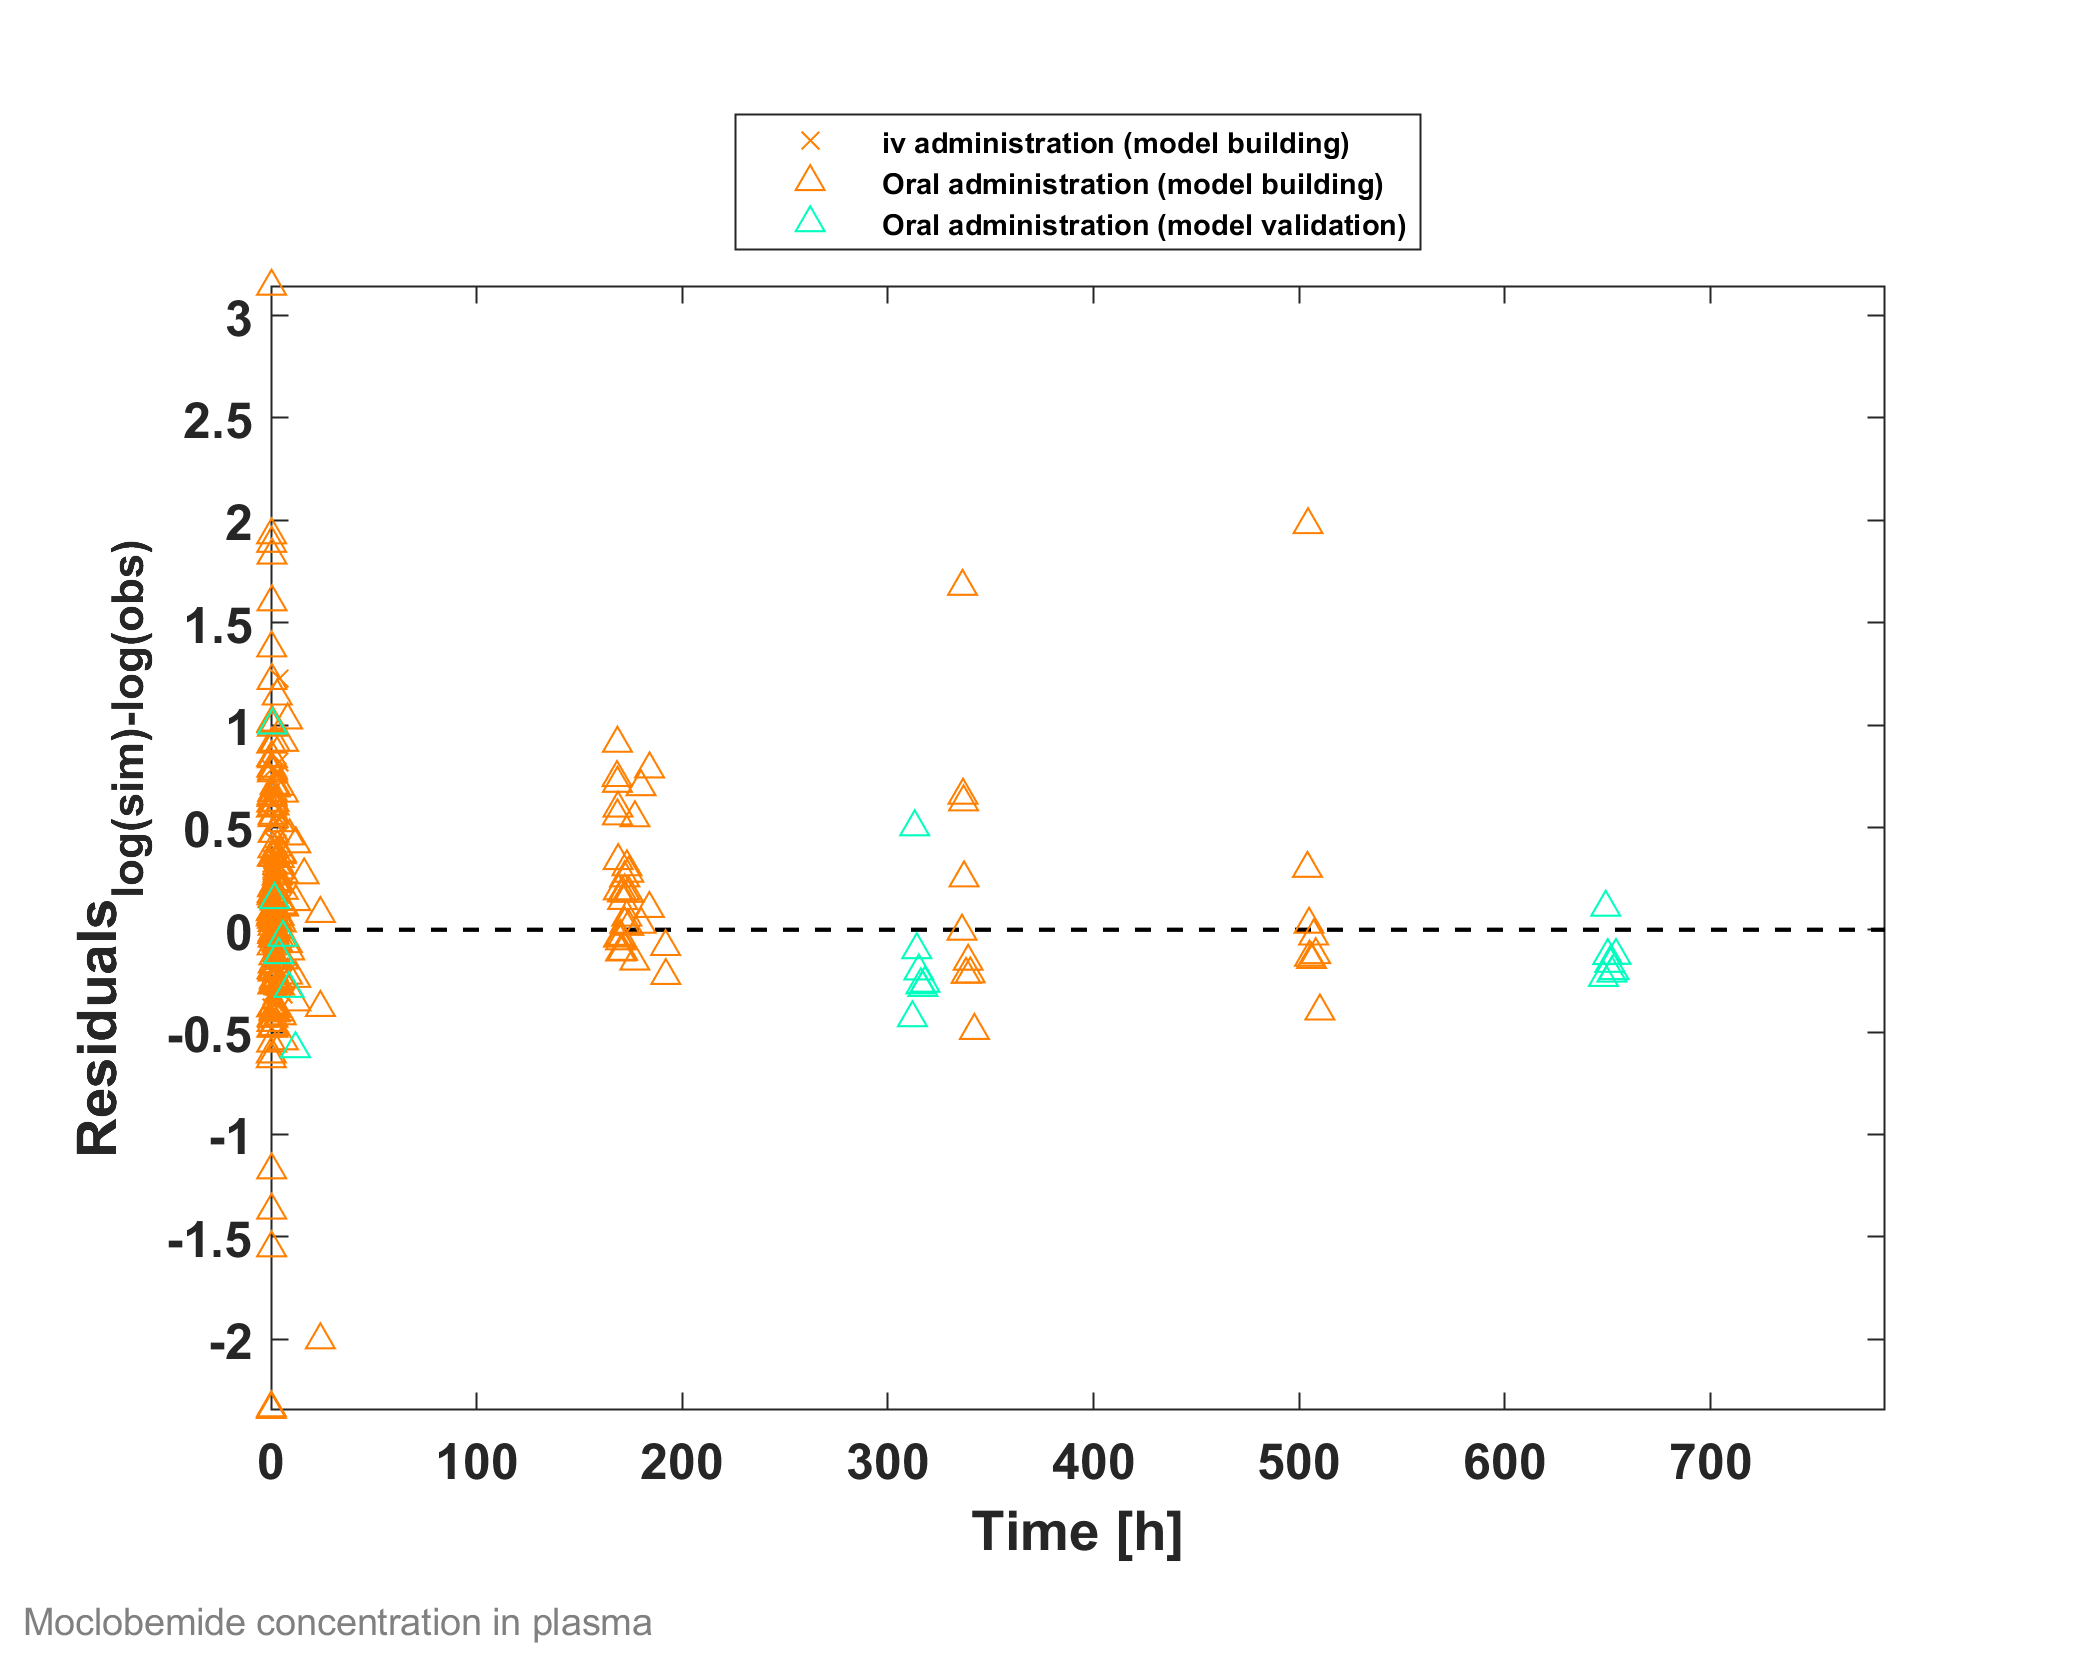 iv administration (model building)
Oral administration (model building)
Oral administration (model validation)
3
2.5
2
1.5
1
0.5
0
-0.5
-1
-1.5
-2
Residuals log(sim)-log(obs)
0 100 200 300 400 500 600 700
Time [h]
Moclobemide concentration in plasma